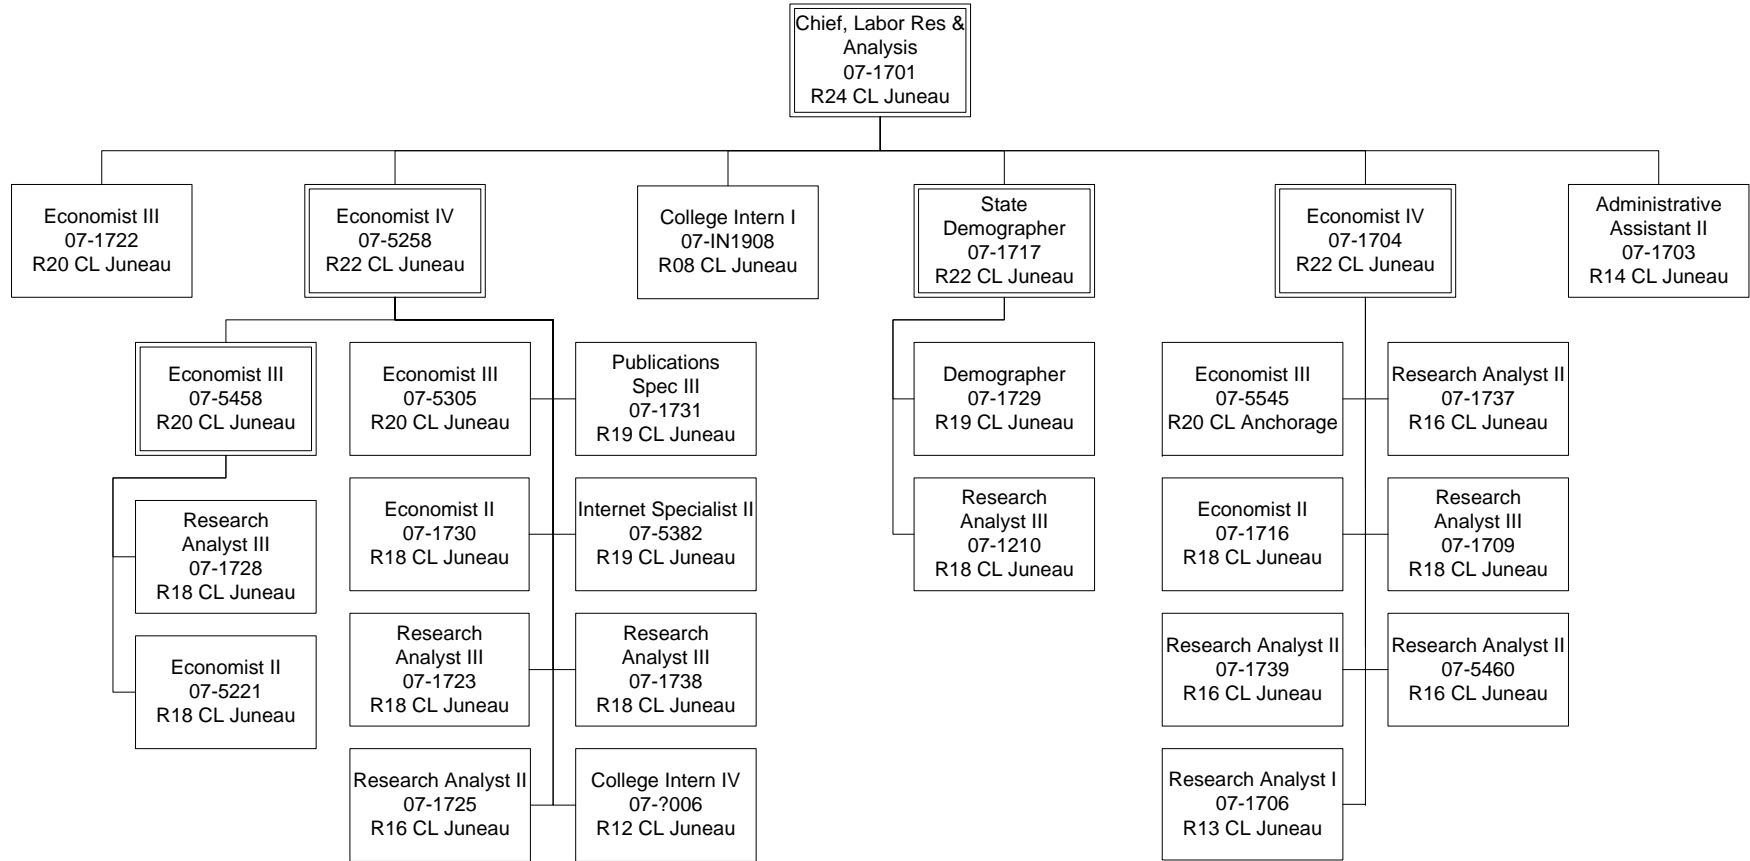 Chief, Labor Res &
Analysis
07-1701
R24 CL Juneau
Economist III
07-1722
R20 CL Juneau
Economist IV
07-5258
R22 CL Juneau
College Intern I
07-IN1908
R08 CL Juneau
State
Demographer
07-1717
R22 CL Juneau
Economist IV
07-1704
R22 CL Juneau
Administrative
Assistant II
07-1703
R14 CL Juneau
Economist III
07-5458
R20 CL Juneau
Research
Analyst III
07-1728
R18 CL Juneau
Economist II
07-5221
R18 CL Juneau
Economist III
07-5305
R20 CL Juneau
Publications
Spec III
07-1731
R19 CL Juneau
Economist II
07-1730
R18 CL Juneau
Internet Specialist II
07-5382
R19 CL Juneau
Research
Analyst III
07-1723
R18 CL Juneau
Research
Analyst III
07-1738
R18 CL Juneau
Research Analyst II
07-1725
R16 CL Juneau
College Intern IV
07-?006
R12 CL Juneau
Demographer
07-1729
R19 CL Juneau
Research
Analyst III
07-1210
R18 CL Juneau
Economist III
07-5545
R20 CL Anchorage
Research Analyst II
07-1737
R16 CL Juneau
Economist II
07-1716
R18 CL Juneau
Research
Analyst III
07-1709
R18 CL Juneau
Research Analyst II
07-1739
R16 CL Juneau
Research Analyst II
07-5460
R16 CL Juneau
Research Analyst I
07-1706
R13 CL Juneau